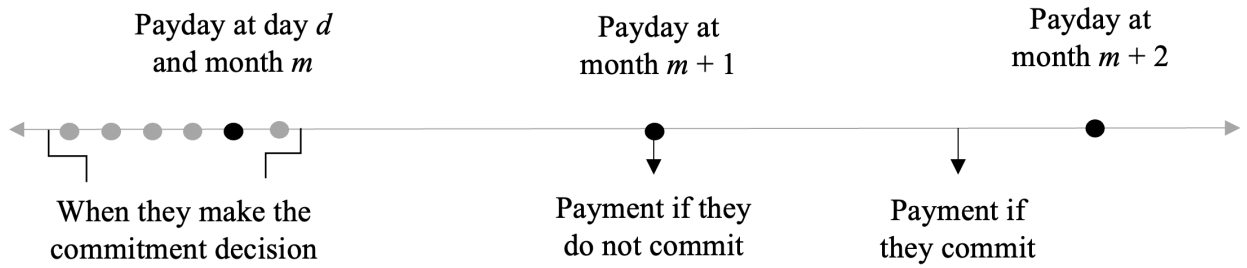 Payday at day d
and month m
Payday at
month m + 1
Payday at
month m + 2
When they make the
commitment decision
Payment if they
do not commit
Payment if
they commit